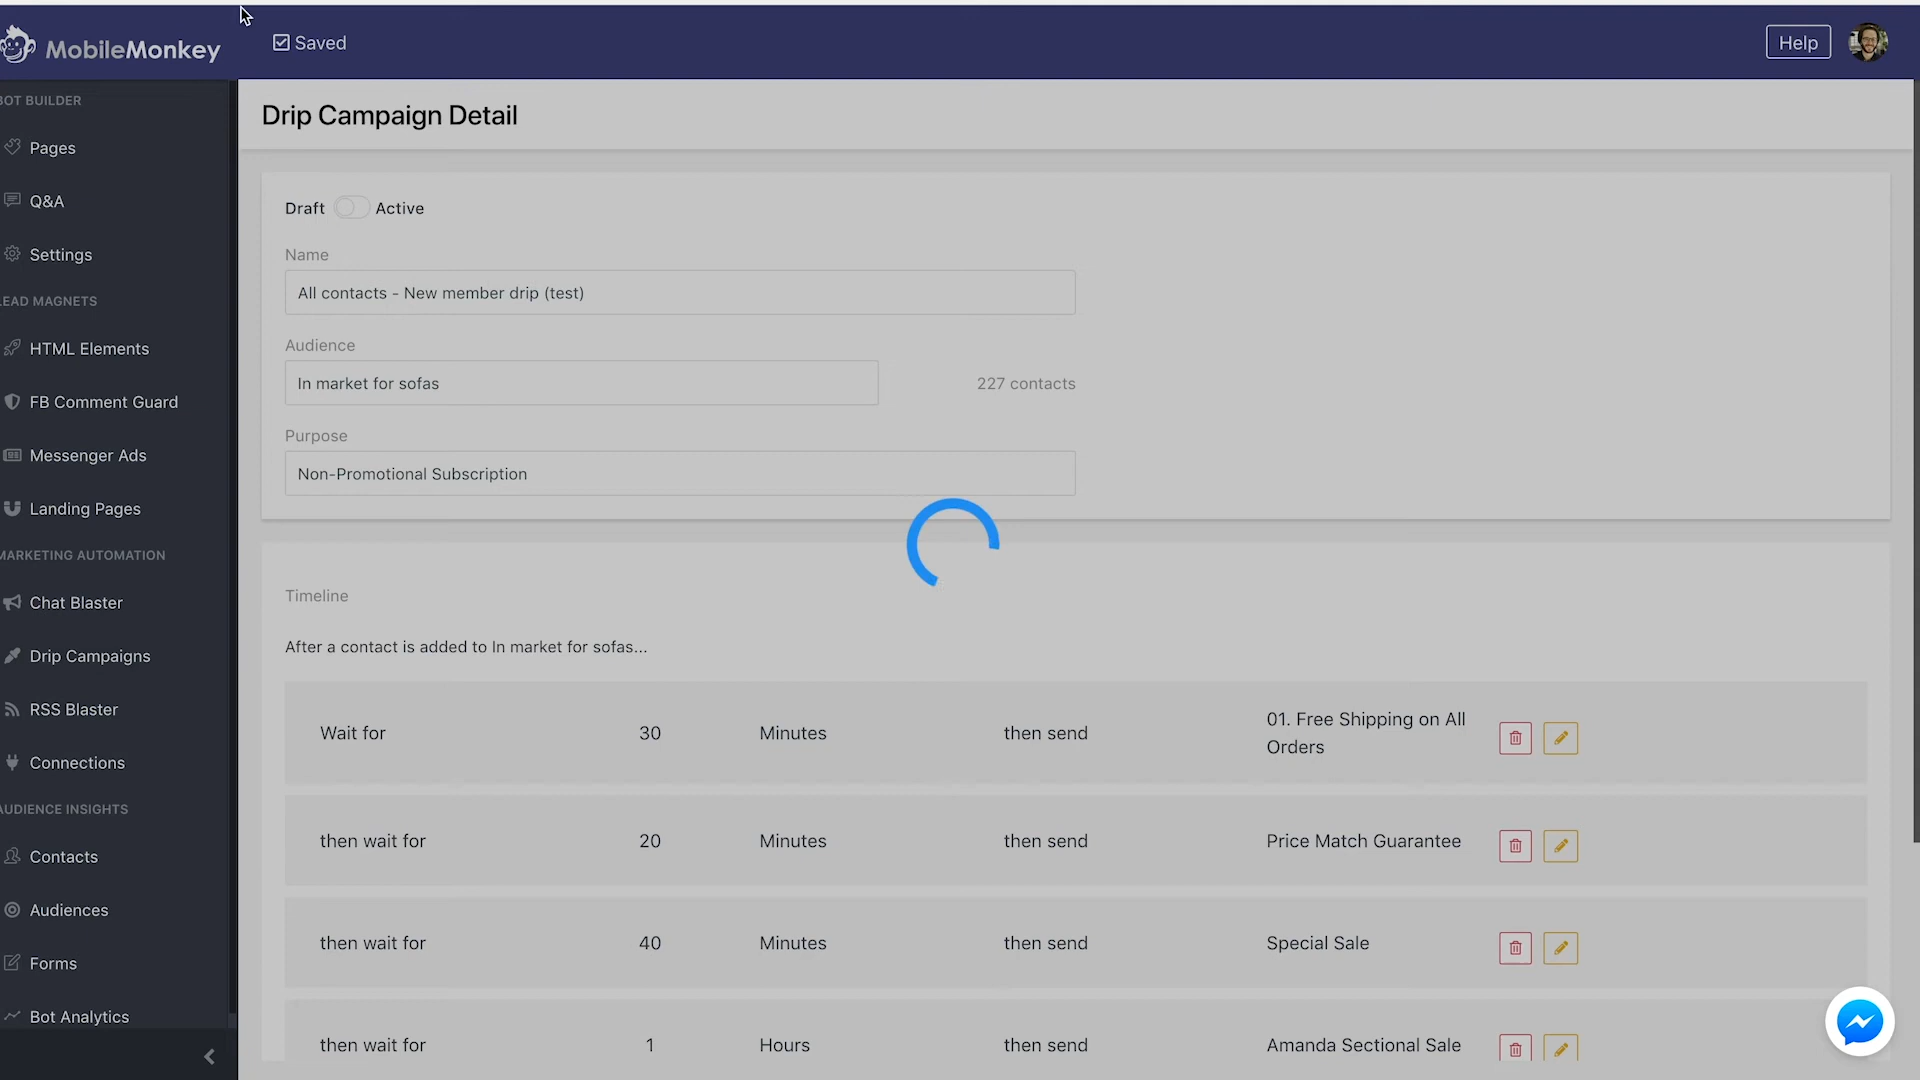 MobileMonkey
Saved
Help
BOT BUILDER
Pages
Q&A
Settings
LEAD MAGNETS
HTML Elements
FB Comment Guard
Messenger Ads
Landing Pages
MARKETING AUTOMATION
Chat Blaster
Drip Campaigns
RSS Blaster
Connections
AUDIENCE INSIGHTS
Contacts
Audiences
Forms
Bot Analytics
Drip Campaign Detail
Draft Active
Name
All contacts - New member drip (test)
Audience
In market for sofas 227 contacts
Purpose
Non-Promotional Subscription
Timeline
After a contact is added to In market for sofas...
Wait for 30 Minutes then send 01. Free Shipping on All
Orders
then wait for 20 Minutes then send Price Match Guarantee
then wait for 40 Minutes then send Special Sale
then wait for 1 Hours then send Amanda Sectional Sale